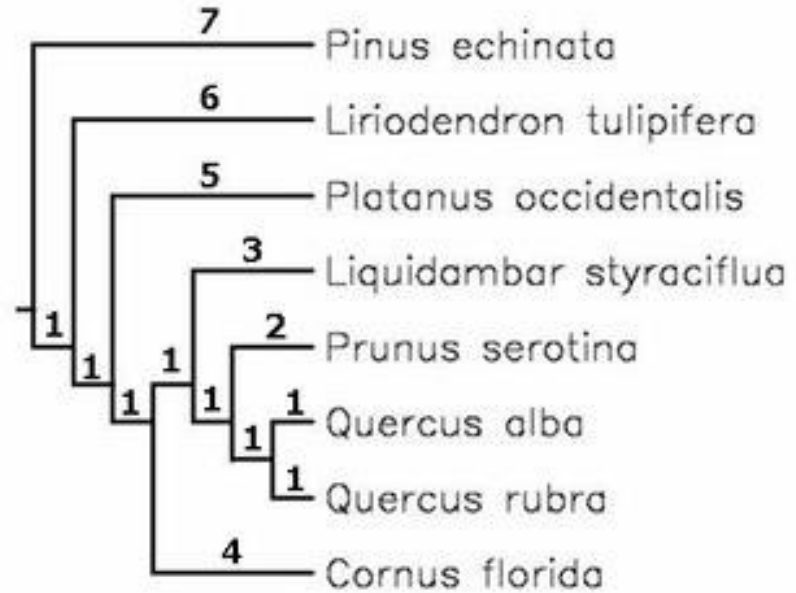 7
Pinus echinata
6
Liriodendron tulipifera
5
Platanus occidentalis
3
Liquidambar styraciflua
1
2
Prunus serotina
1
1
1
1
1
Quercus alba
1
1
Quercus rubra
4
Cornus florida